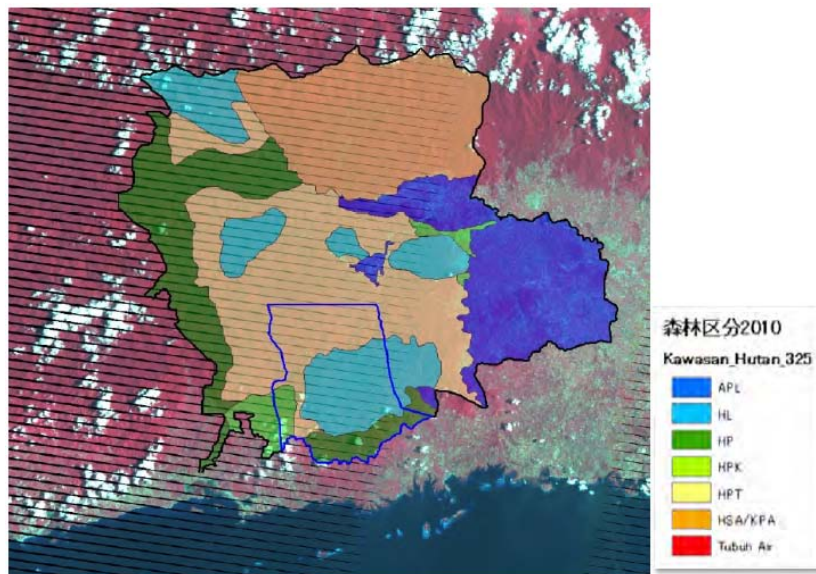 森林区分2010
Kawasan_Hutan_325
APL
HL
HP
HPK
HPT
HSA/KPA
Tubuh Air